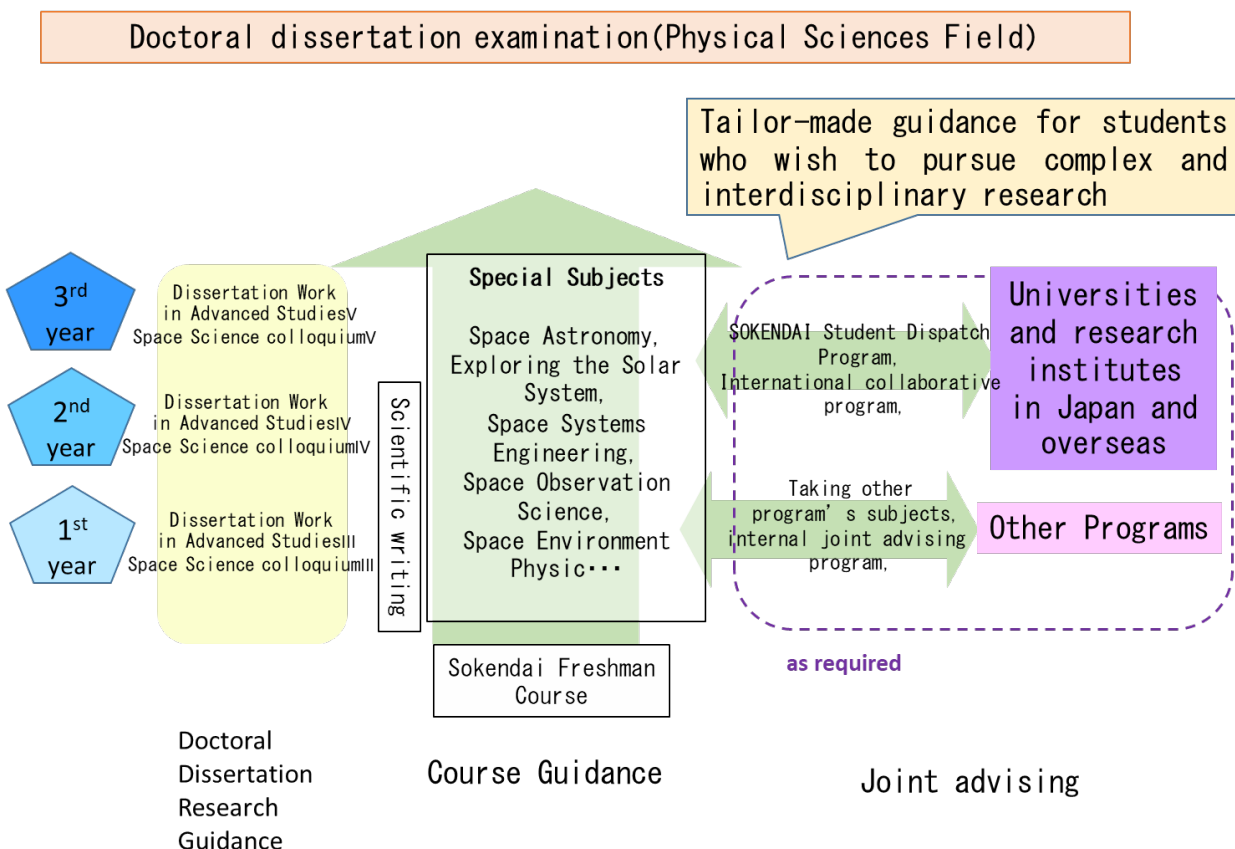 Doctoral dissertation examination(Physical Sciences Field)
Tailor-made guidance for students
who wish to pursue complex and
interdisciplinary research
3rd
year
Dissertation Work
in Advanced StudiesⅤ
Space Science colloquiumⅤ
2nd
year
Dissertation Work
in Advanced StudiesⅣ
Space Science colloquiumⅣ
1st
year
Dissertation Work
in Advanced StudiesⅢ
Space Science colloquiumⅢ
Scientific writing
Special Subjects
Space Astronomy,
Exploring the Solar
System,
Space Systems
Engineering,
Space Observation
Science,
Space Environment
Physic･･･
Sokendai Freshman
Course
SOKENDAI Student Dispatch
Program,
International collaborative
program,
Universities
and research
institutes
in Japan and
overseas
Taking other
program’s subjects,
internal joint advising
program,
Other Programs
as required
Doctoral
Dissertation
Research
Guidance
Course Guidance
Joint advising